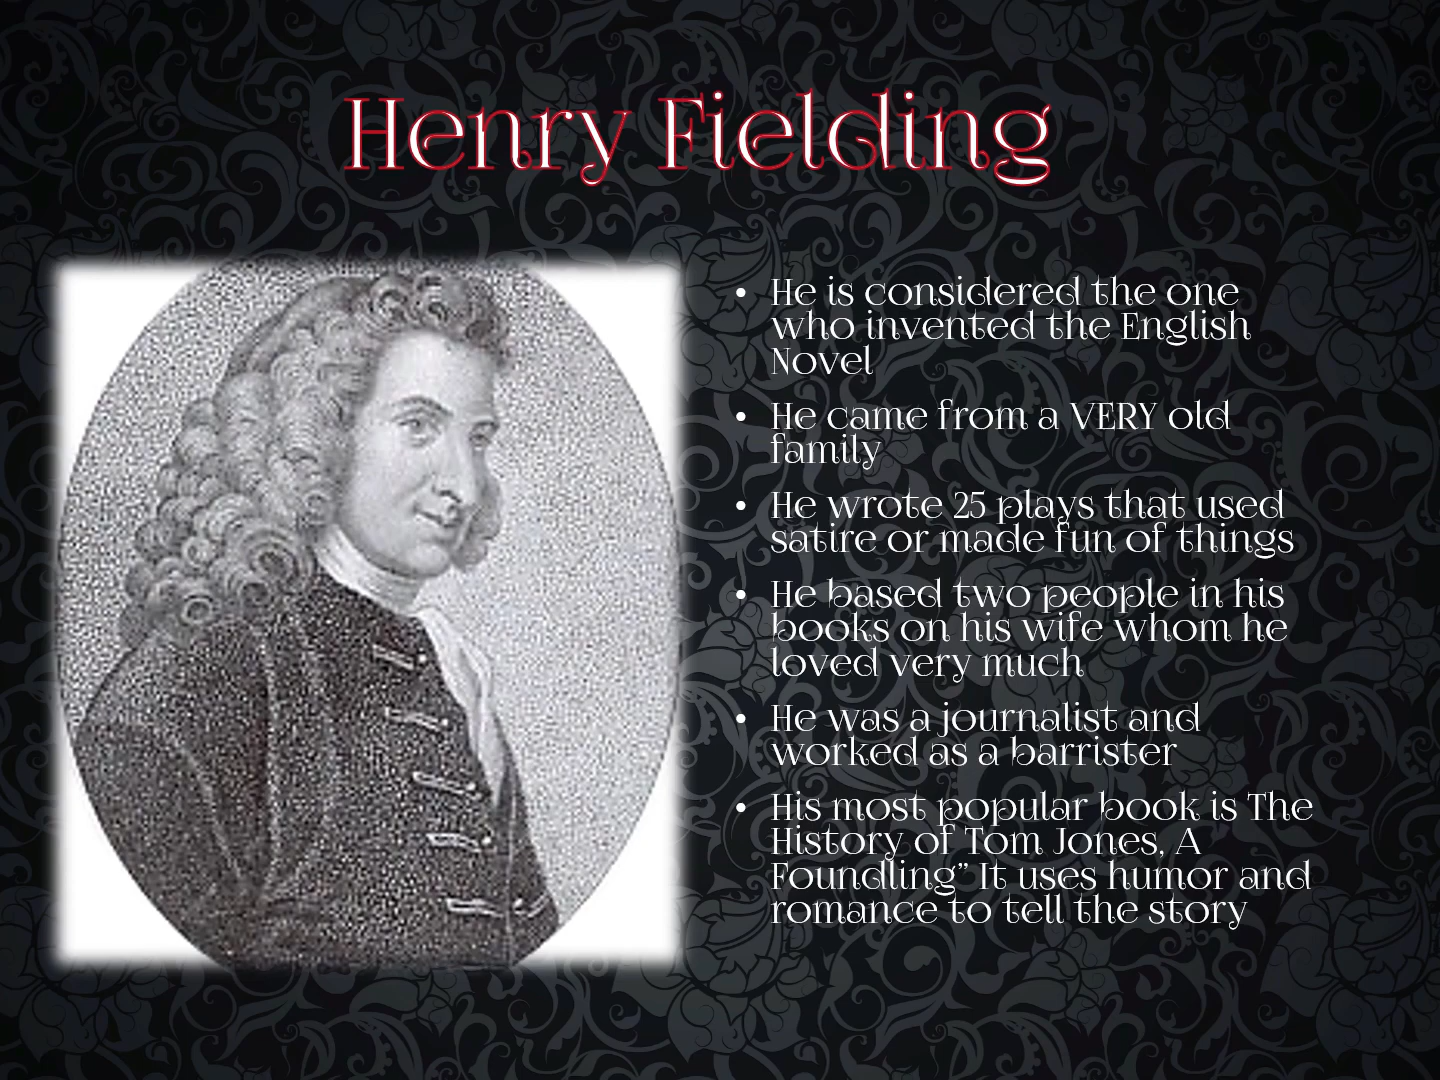 Henry Fielding
• He is considered the one
who invented the English
Novel
• He came from a VERY old
family
• He wrote 25 plays that used
satire or made fun of things
• He based two people in his
books on his wife whom he
loved very much
• He was a journalist and
worked as a barrister
• His most popular book is The
History of Tom Jones, A
Foundling” It uses humor and
romance to tell the story